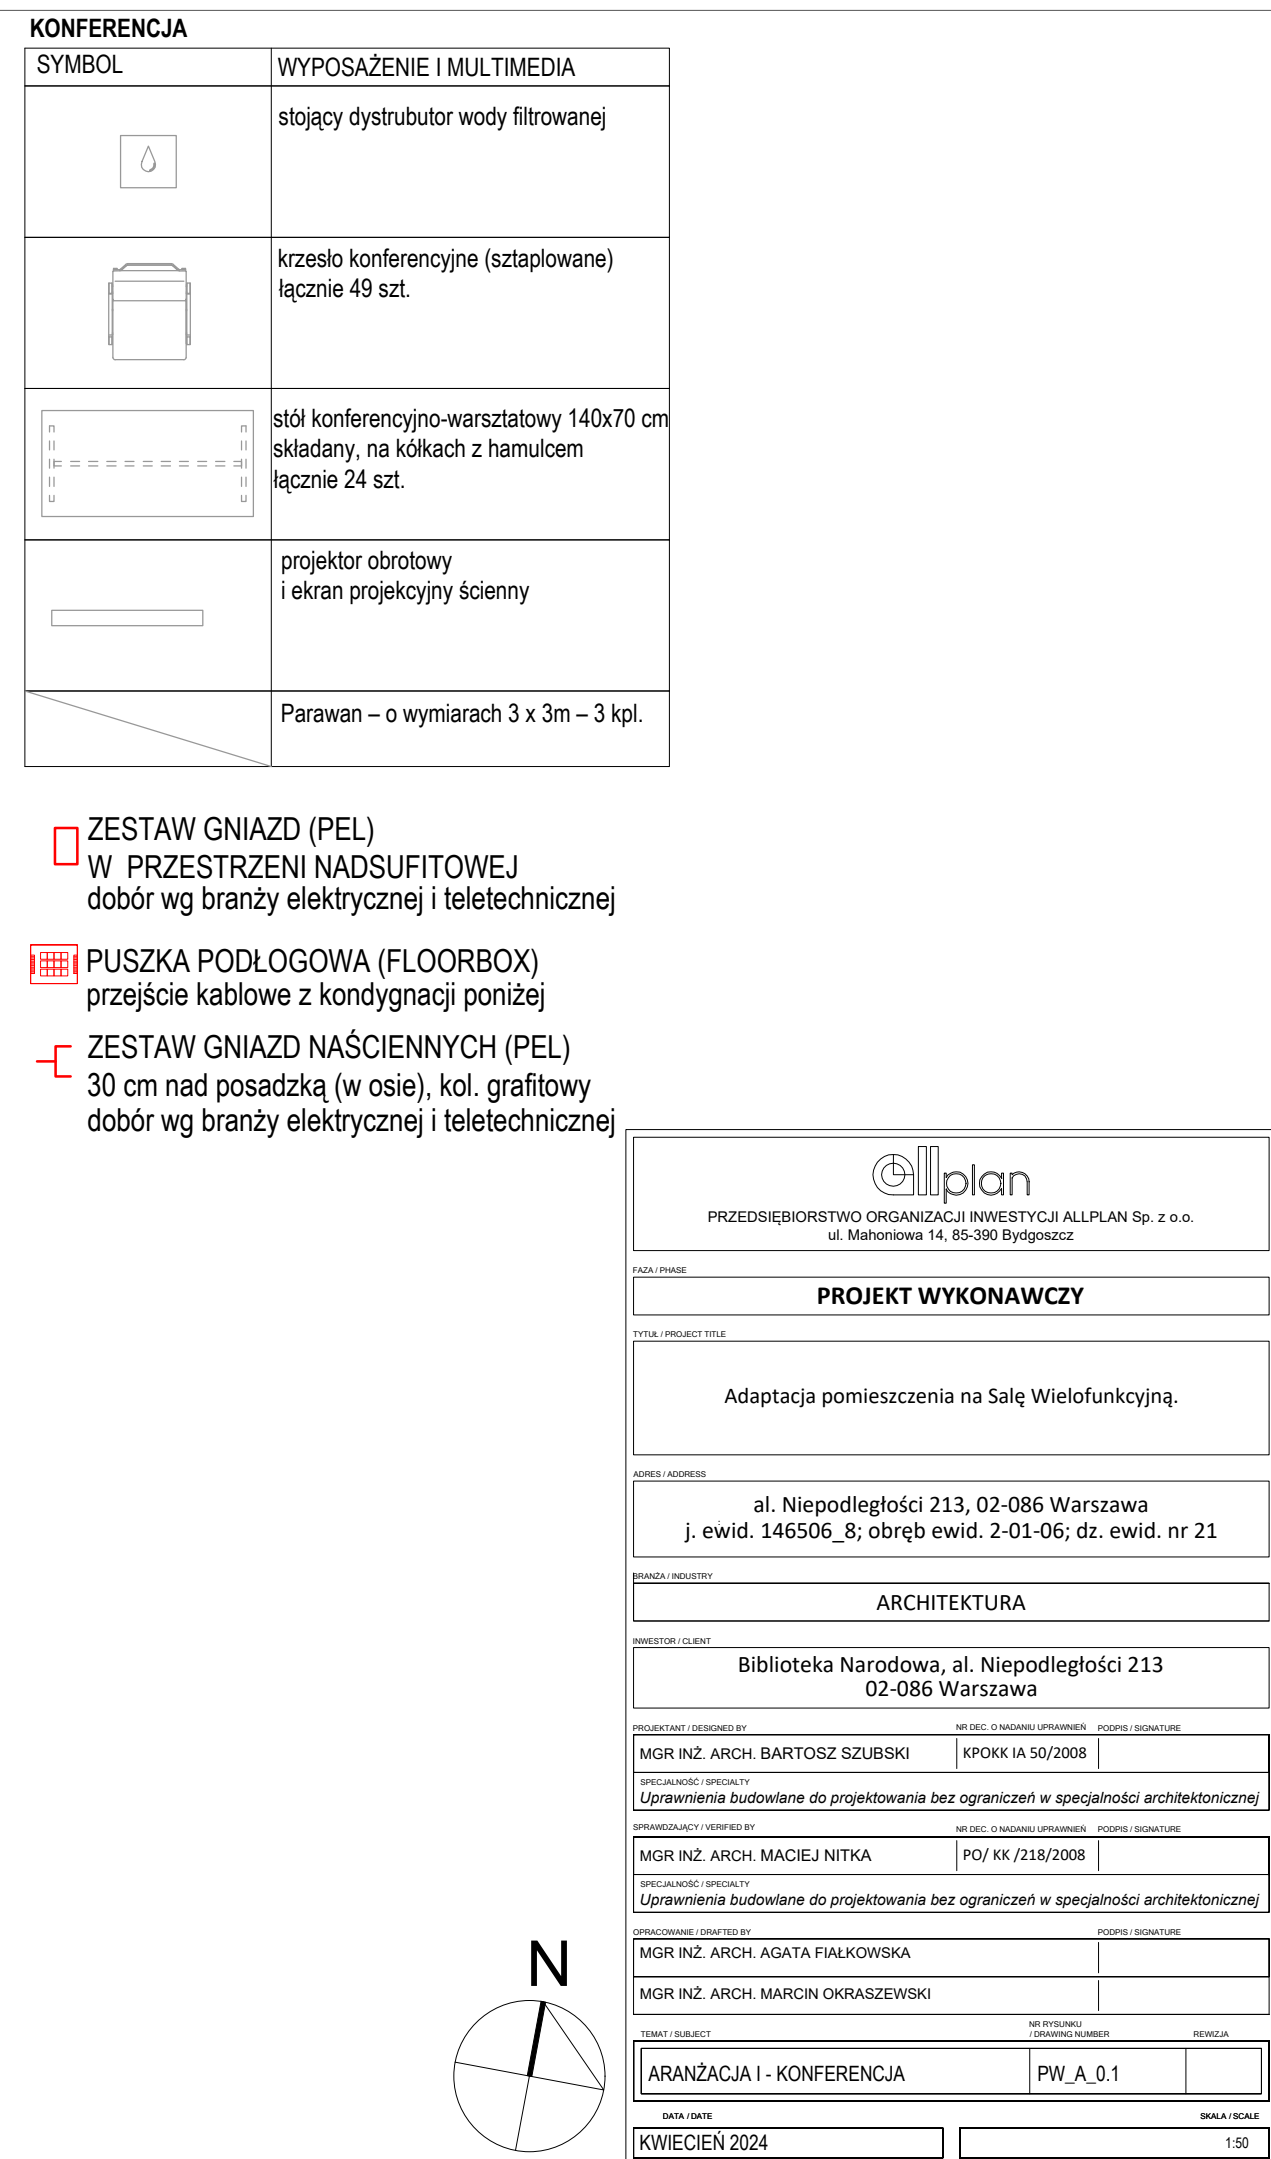 KONFERENCJA
SYMBOL
WYPOSAŻENIE I MULTIMEDIA
stojący dystrubutor wody filtrowanej
krzesło konferencyjne (sztaplowane)
łącznie 49 szt.
stół konferencyjno-warsztatowy 140x70 cm
składany, na kółkach z hamulcem
łącznie 24 szt.
projektor obrotowy
i ekran projekcyjny ścienny
Parawan – o wymiarach 3 x 3m – 3 kpl.
ZESTAW GNIAZD (PEL)
W PRZESTRZENI NADSUFITOWEJ
dobór wg branży elektrycznej i teletechnicznej
PUSZKA PODŁOGOWA (FLOORBOX)
przejście kablowe z kondygnacji poniżej
ZESTAW GNIAZD NAŚCIENNYCH (PEL)
30 cm nad posadzką (w osie), kol. grafitowy
dobór wg branży elektrycznej i teletechnicznej
allplan
PRZEDSIĘBIORSTWO ORGANIZACJI INWESTYCJI ALLPLAN Sp. z o.o.
ul. Mahoniowa 14, 85-390 Bydgoszcz
FAZA / PHASE
PROJEKT WYKONAWCZY
TYTUŁ / PROJECT TITLE
Adaptacja pomieszczenia na Salę Wielofunkcyjną.
ADRES / ADDRESS
al. Niepodległości 213, 02-086 Warszawa
j. ewid. 146506_8; obręb ewid. 2-01-06; dz. ewid. nr 21
BRANŻA / INDUSTRY
ARCHITEKTURA
INWESTOR / CLIENT
Biblioteka Narodowa, al. Niepodległości 213
02-086 Warszawa
PROJEKTANT / DESIGNED BY
NR DEC. O NADANIU UPRAWNIEŃ
PODPIS / SIGNATURE
MGR INŻ. ARCH. BARTOSZ SZUBSKI
KPOKK IA 50/2008
SPECJALNOŚĆ / SPECIALTY
Uprawnienia budowlane do projektowania bez ograniczeń w specjalności architektonicznej
SPRAWDZAJĄCY / VERIFIED BY
NR DEC. O NADANIU UPRAWNIEŃ
PODPIS / SIGNATURE
MGR INŻ. ARCH. MACIEJ NITKA
PO/ KK /218/2008
SPECJALNOŚĆ / SPECIALTY
Uprawnienia budowlane do projektowania bez ograniczeń w specjalności architektonicznej
OPRACOWANIE / DRAFTED BY
PODPIS / SIGNATURE
MGR INŻ. ARCH. AGATA FIAŁKOWSKA
MGR INŻ. ARCH. MARCIN OKRASZEWSKI
N
TEMAT / SUBJECT
NR RYSUNKU
/ DRAWING NUMBER
REWIZJA
ARANŻACJA I - KONFERENCJA
PW_A_0.1
DATA / DATE
SKALA / SCALE
KWIECIEŃ 2024
1:50